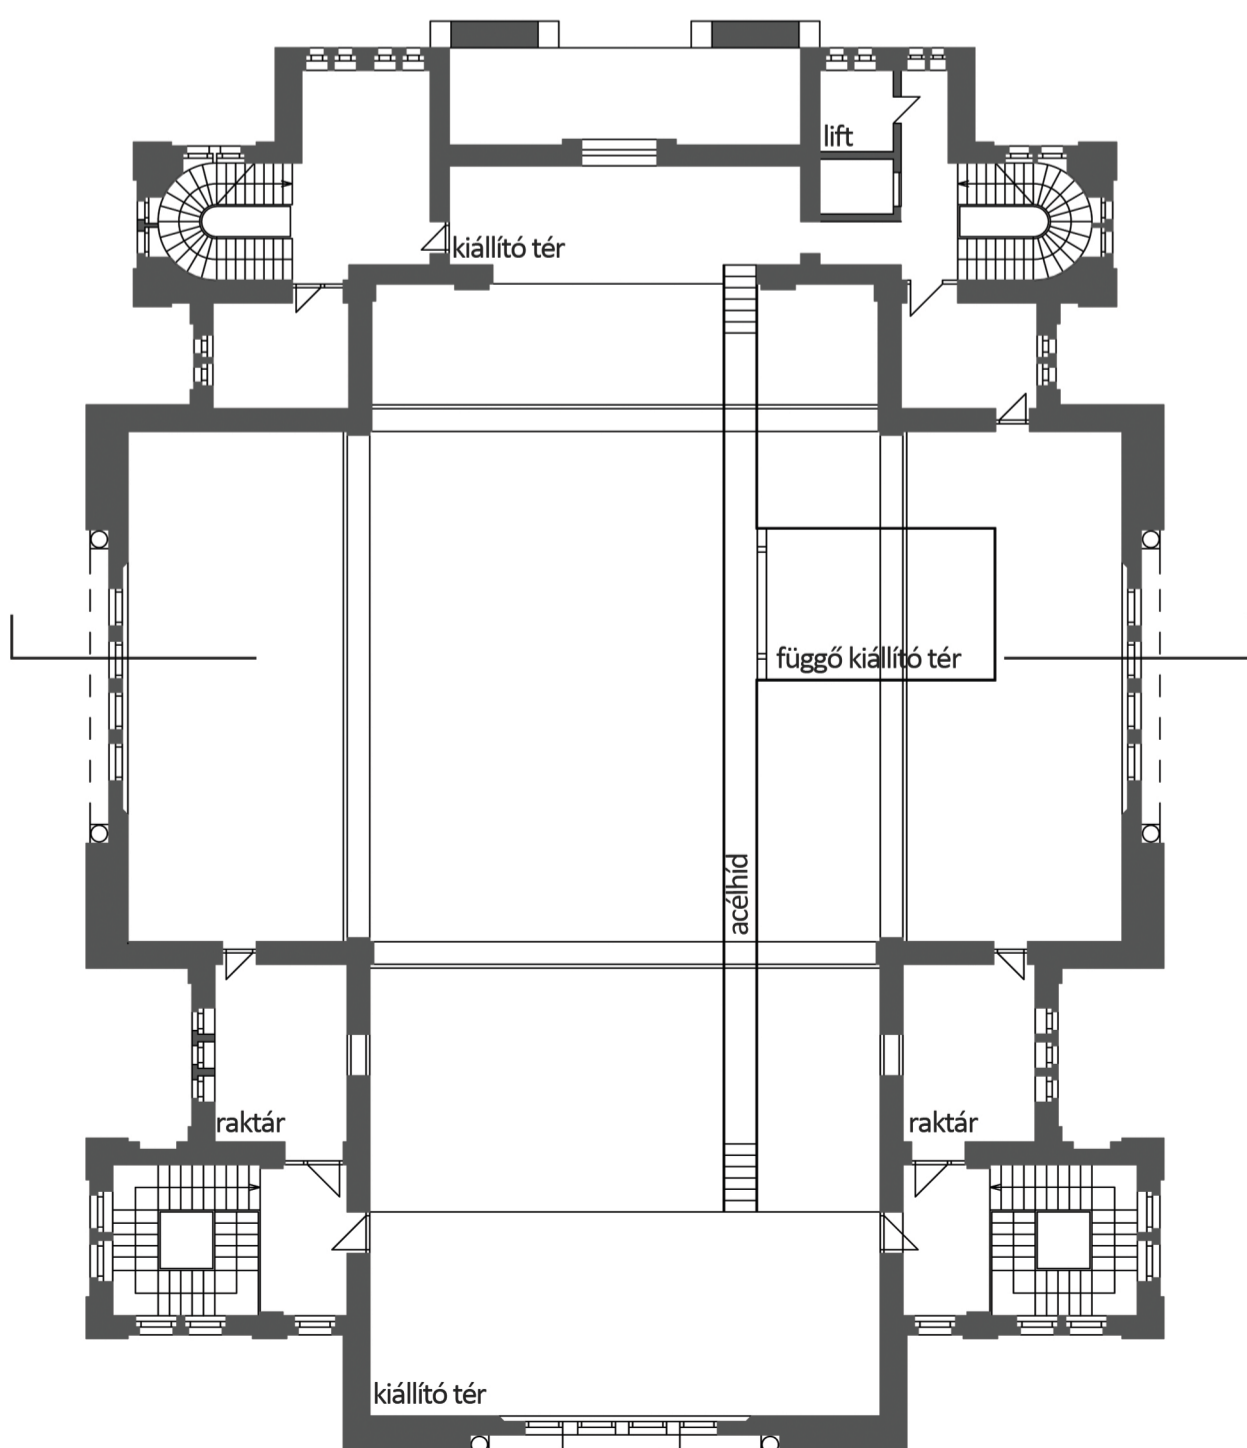 lift
kiállító tér
függő kiállító tér
acélhíd
raktár
raktár
kiállító tér